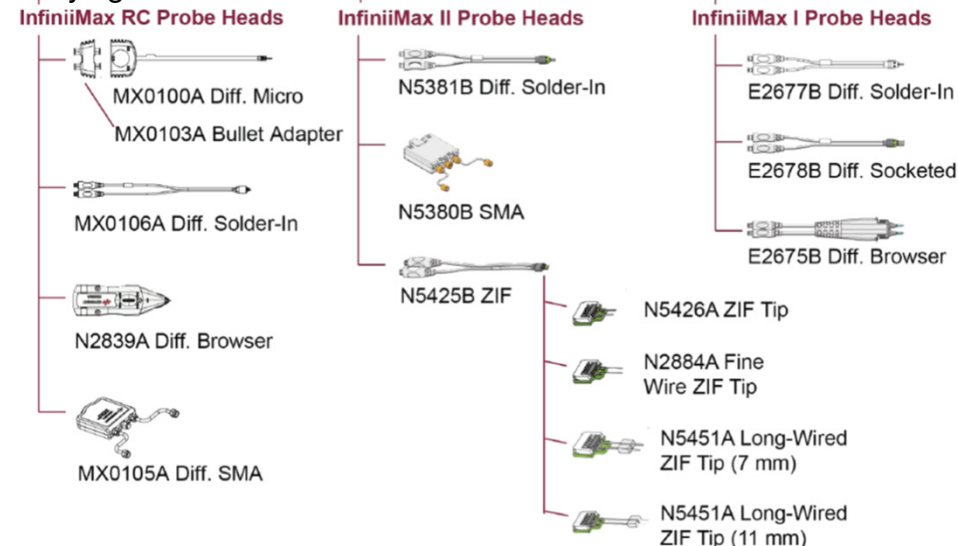 InfiniiMax RC Probe Heads
MX0100A Diff. Micro
MX0103A Bullet Adapter
MX0106A Diff. Solder-In
N2839A Diff. Browser
MX0105A Diff. SMA
InfiniiMax II Probe Heads
N5381B Diff. Solder-In
N5380B SMA
N5425B ZIF
N5426A ZIF Tip
N2884A Fine
Wire ZIF Tip
N5451A Long-Wired
ZIF Tip (7 mm)
N5451A Long-Wired
ZIF Tip (11 mm)
InfiniiMax I Probe Heads
E2677B Diff. Solder-In
E2678B Diff. Socketed
E2675B Diff. Browser